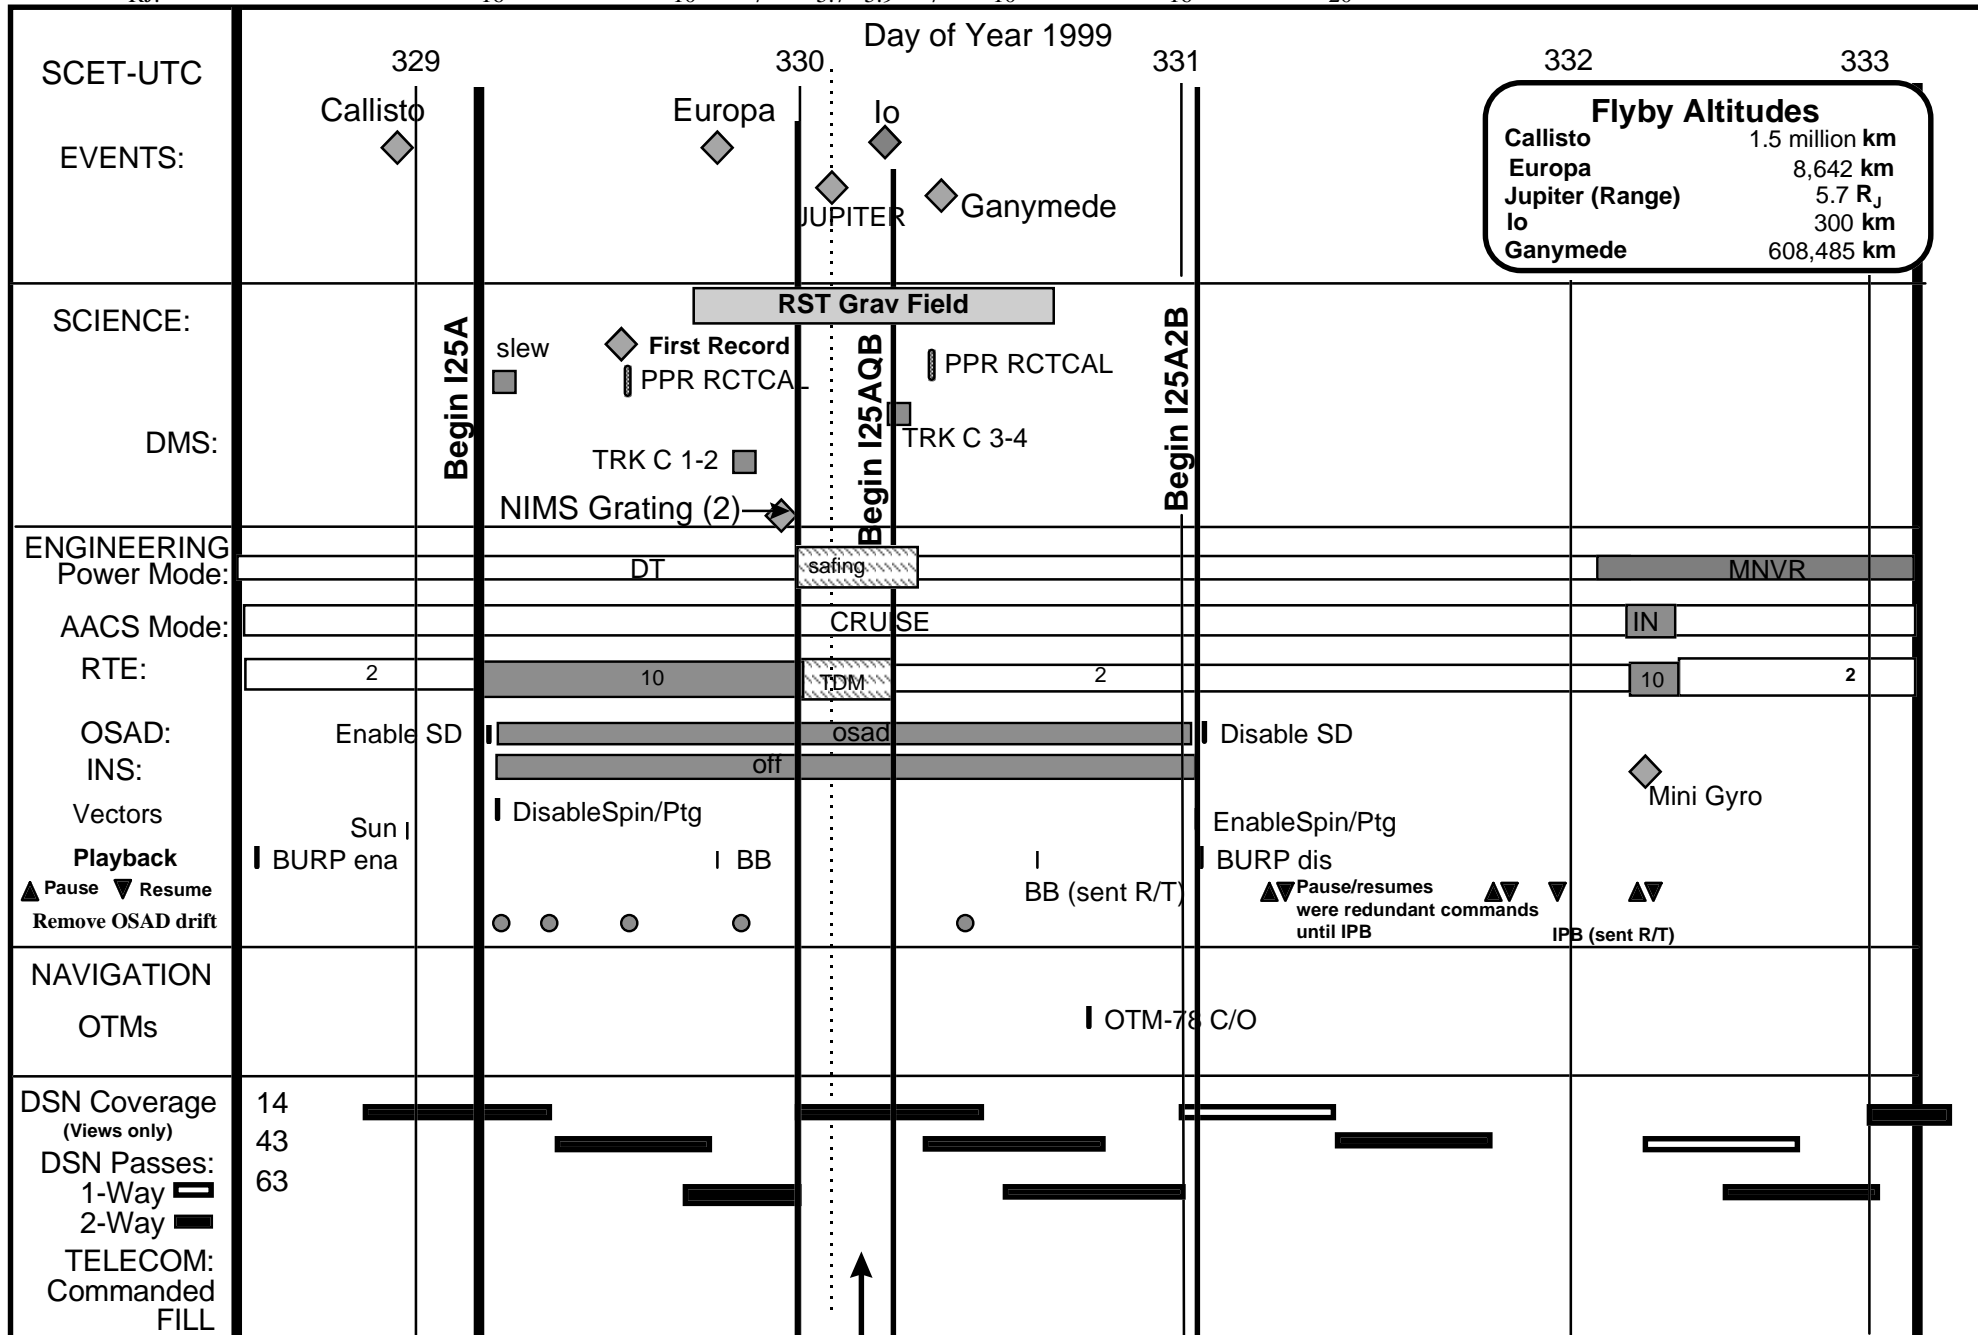 Day of Year 1999
SCET-UTC
329
330
331
332
333
EVENTS:
Callisto
Europa
Io
JUPITER
Ganymede
Flyby Altitudes
Callisto 1.5 million km
Europa 8,642 km
Jupiter (Range) 5.7 RJ
Io 300 km
Ganymede 608,485 km
SCIENCE:
RST Grav Field
Begin I25A
Begin I25AQB
Begin I25A2B
slew
First Record
PPR RCTCAL
PPR RCTCAL
DMS:
TRK C 3-4
TRK C 1-2
NIMS Grating (2)
ENGINEERING
Power Mode:
DT
safing
MNVR
AACS Mode:
CRUISE
IN
RTE:
2
10
TDM
2
10
2
OSAD:
Enable SD
osad
Disable SD
INS:
off
Mini Gyro
Vectors
Sun
DisableSpin/Ptg
EnableSpin/Ptg
Playback
BURP ena
BB
BB (sent R/T)
BURP dis
Pause Resume
Pause/resumes
were redundant commands
until IPB
IPB (sent R/T)
Remove OSAD drift
NAVIGATION
OTMs
OTM-78 C/O
DSN Coverage
(Views only)
14
43
63
DSN Passes:
1-Way
2-Way
TELECOM:
Commanded
FILL